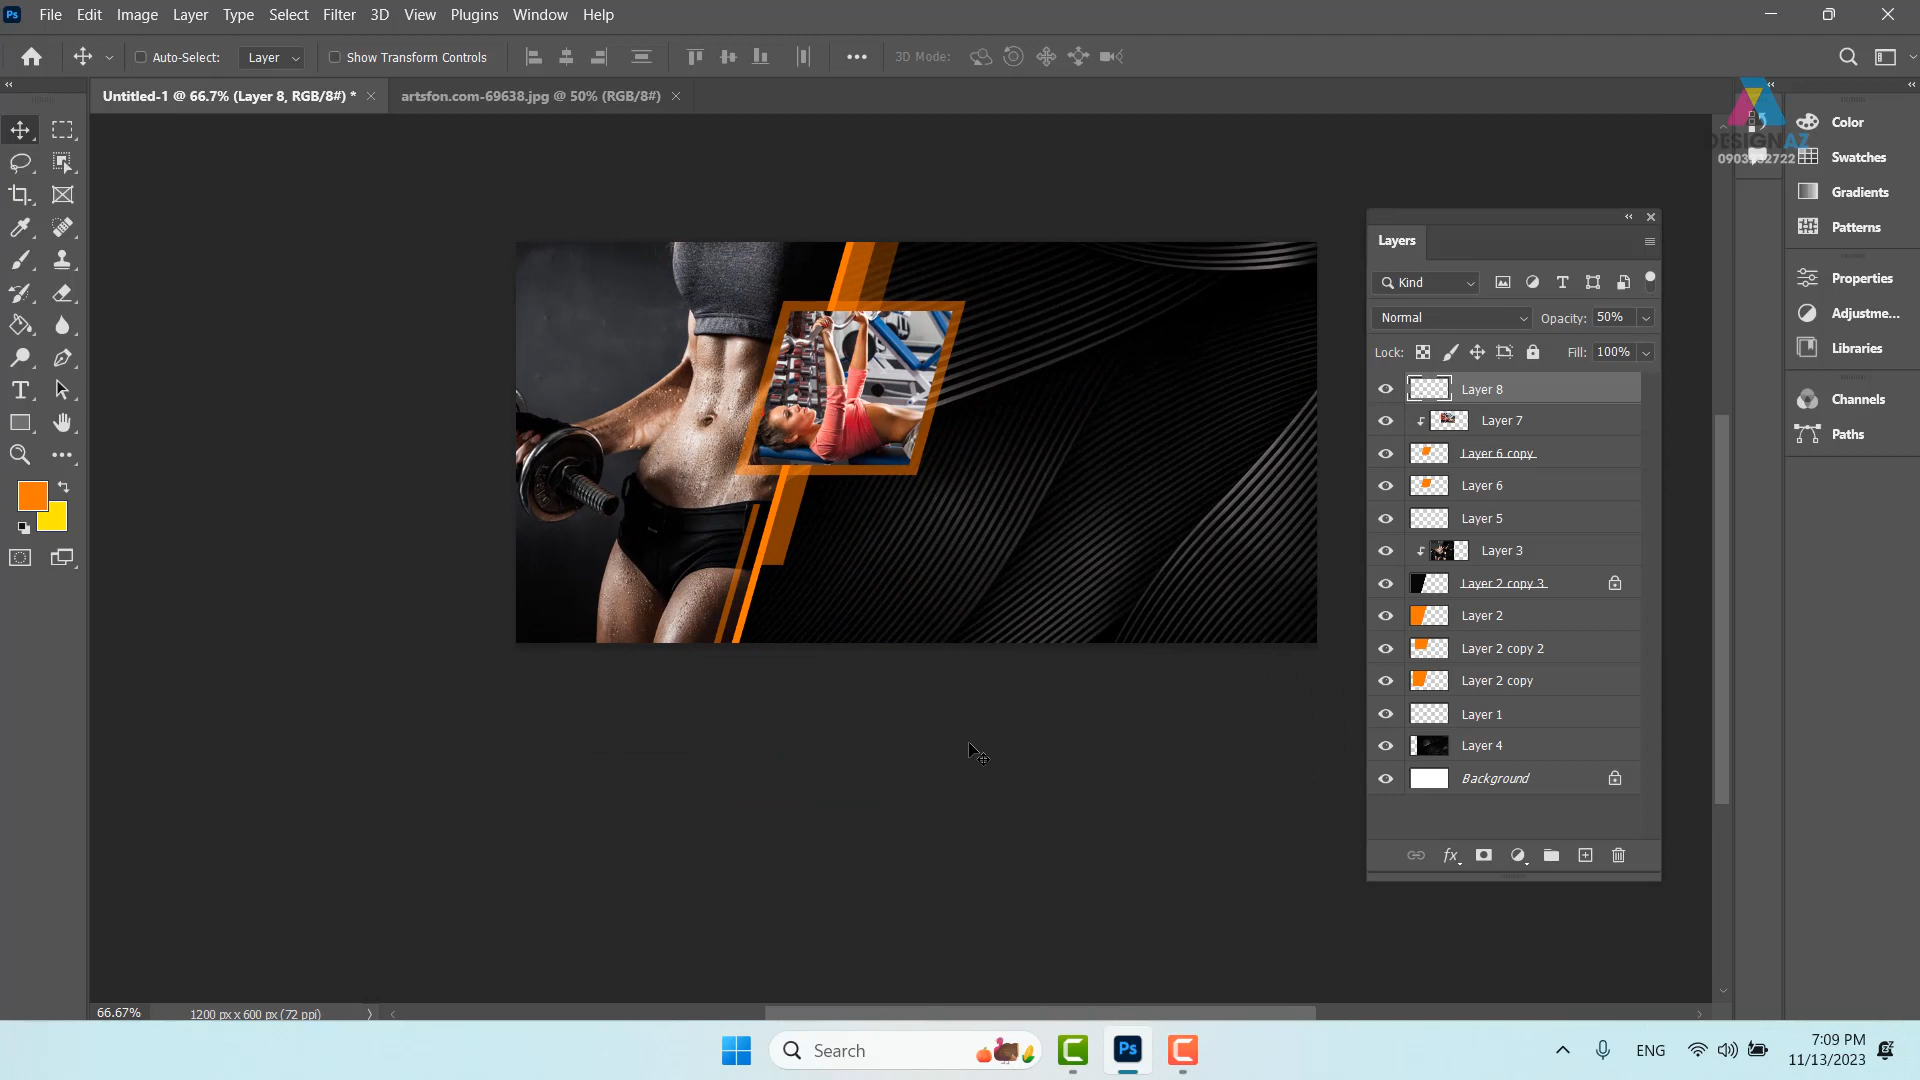 Ps File Edit Image Layer Type Select Filter 3D View Plugins Window Help
Auto-Select: Layer Show Transform Controls 3D Mode:
Untitled-1 @ 66.7% (Layer 8, RGB/8#) * artsfon.com-69638.jpg @ 50% (RGB/8#)
DESIGNAZ
Color
Swatches
Gradients
Patterns
Properties
Adjustme...
Libraries
Channels
Paths
Layers
Kind
Normal Opacity: 50%
Lock: Fill: 100%
Layer 8
Layer 7
Layer 6 copy
Layer 6
Layer 5
Layer 3
Layer 2 copy 3
Layer 2
Layer 2 copy 2
Layer 2 copy
Layer 1
Layer 4
Background
fx
66.67% 1200 px x 600 px (72 ppi)
Search
Ps
ENG
7:09 PM
11/13/2023